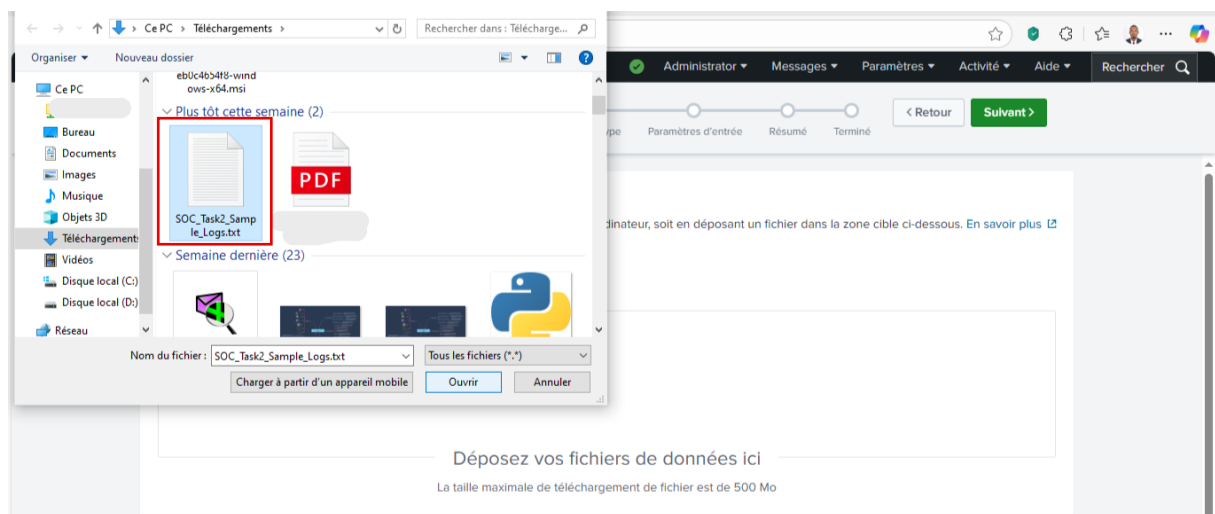 Ce PC > Téléchargements >
Rechercher dans : Télécharge...
Organiser
Nouveau dossier
Ce PC
Bureau
Documents
Images
Musique
Objets 3D
Téléchargements
Vidéos
Disque local (C:)
Disque local (D:)
Réseau
eb0c4654f8-wind
ows-x64.msi
Plus tôt cette semaine (2)
SOC_Task2_Samp
le_Logs.txt
PDF
Semaine dernière (23)
Nom du fichier : SOC_Task2_Sample_Logs.txt
Tous les fichiers (*.*)
Charger à partir d'un appareil mobile
Ouvrir
Annuler
Administrator
Messages
Paramètres
Activité
Aide
Rechercher
ype
Paramètres d'entrée
Résumé
Terminé
< Retour
Suivant >
dinateur, soit en déposant un fichier dans la zone cible ci-dessous. En savoir plus
Déposez vos fichiers de données ici
La taille maximale de téléchargement de fichier est de 500 Mo